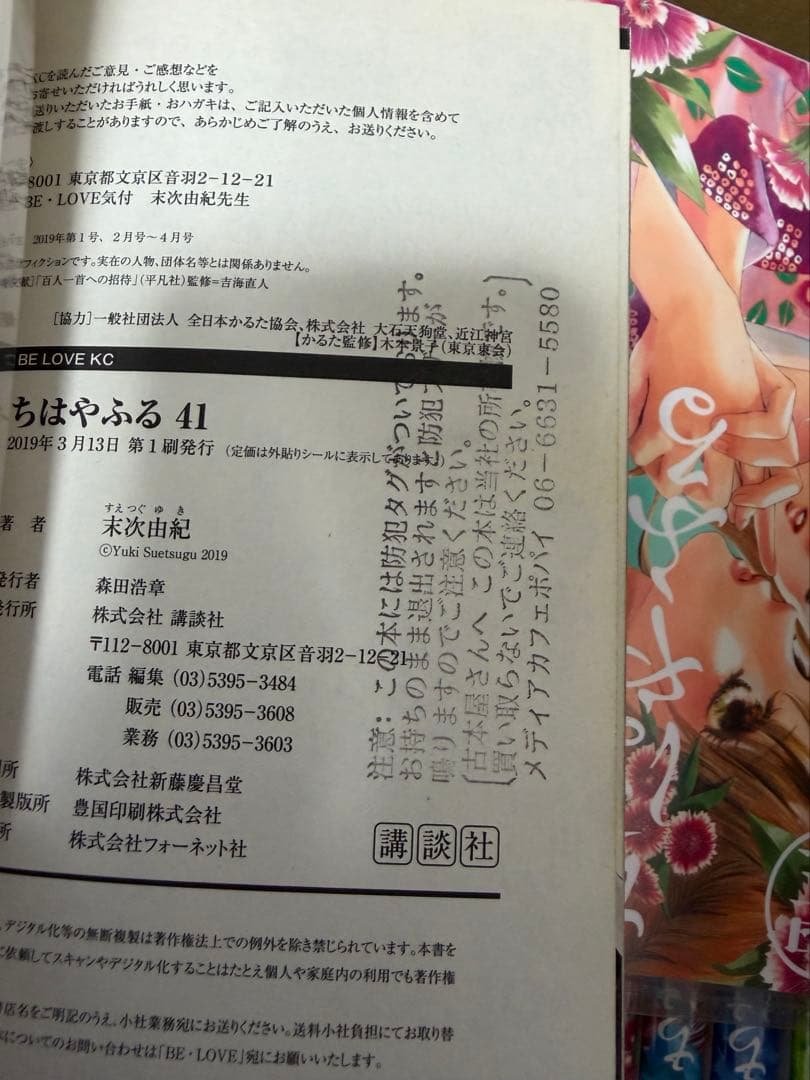 KCを読んだご意見・ご感想などを
お寄せいただければうれしく思います。
送りいただいたお手紙・おハガキは、ご記入いただいた個人情報を含めて
渡しすることがありますので、あらかじめご了解のうえ、お送りください。
8001 東京都文京区音羽2-12-21
BE・LOVE気付 末次由紀先生
2019年第1号、2月号〜4月号
フィクションです。実在の人物、団体名等とは関係ありません。
献]「百人一首への招待」(平凡社)監修=吉海直人
[協力]一般社団法人 全日本かるた協会、株式会社 大石天狗堂、近江神宮
【かるた監修】木本景子(東京東会)
BE LOVE KC
ちはやふる 41
2019年3月13日 第1刷発行 (定価は外貼りシールに表示してあります。)
すえつぐ ゆき
著者 末次由紀
©Yuki Suetsugu 2019
発行者 森田浩章
発行所 株式会社 講談社
〒112-8001 東京都文京区音羽2-12-21
電話 編集 (03)5395-3484
販売 (03)5395-3608
業務 (03)5395-3603
株式会社新藤慶昌堂
製版所 豊国印刷株式会社
株式会社フォーネット社
講談社
デジタル化等の無断複製は著作権法上での例外を除き禁じられています。本書を
依頼してスキャンやデジタル化することはたとえ個人や家庭内の利用でも著作権
店名をご明記のうえ、小社業務宛にお送りください。送料小社負担にてお取り替
についてのお問い合わせは「BE・LOVE」宛にお願いいたします。
注意:この本には防犯タグがついております。
お持ちのまま退出されますと防犯
鳴りますのでご注意ください。
[古本屋さんへ この本は当社の所
買い取らないでご連絡ください。]
メディアカフェポパイ 06-6631-5580